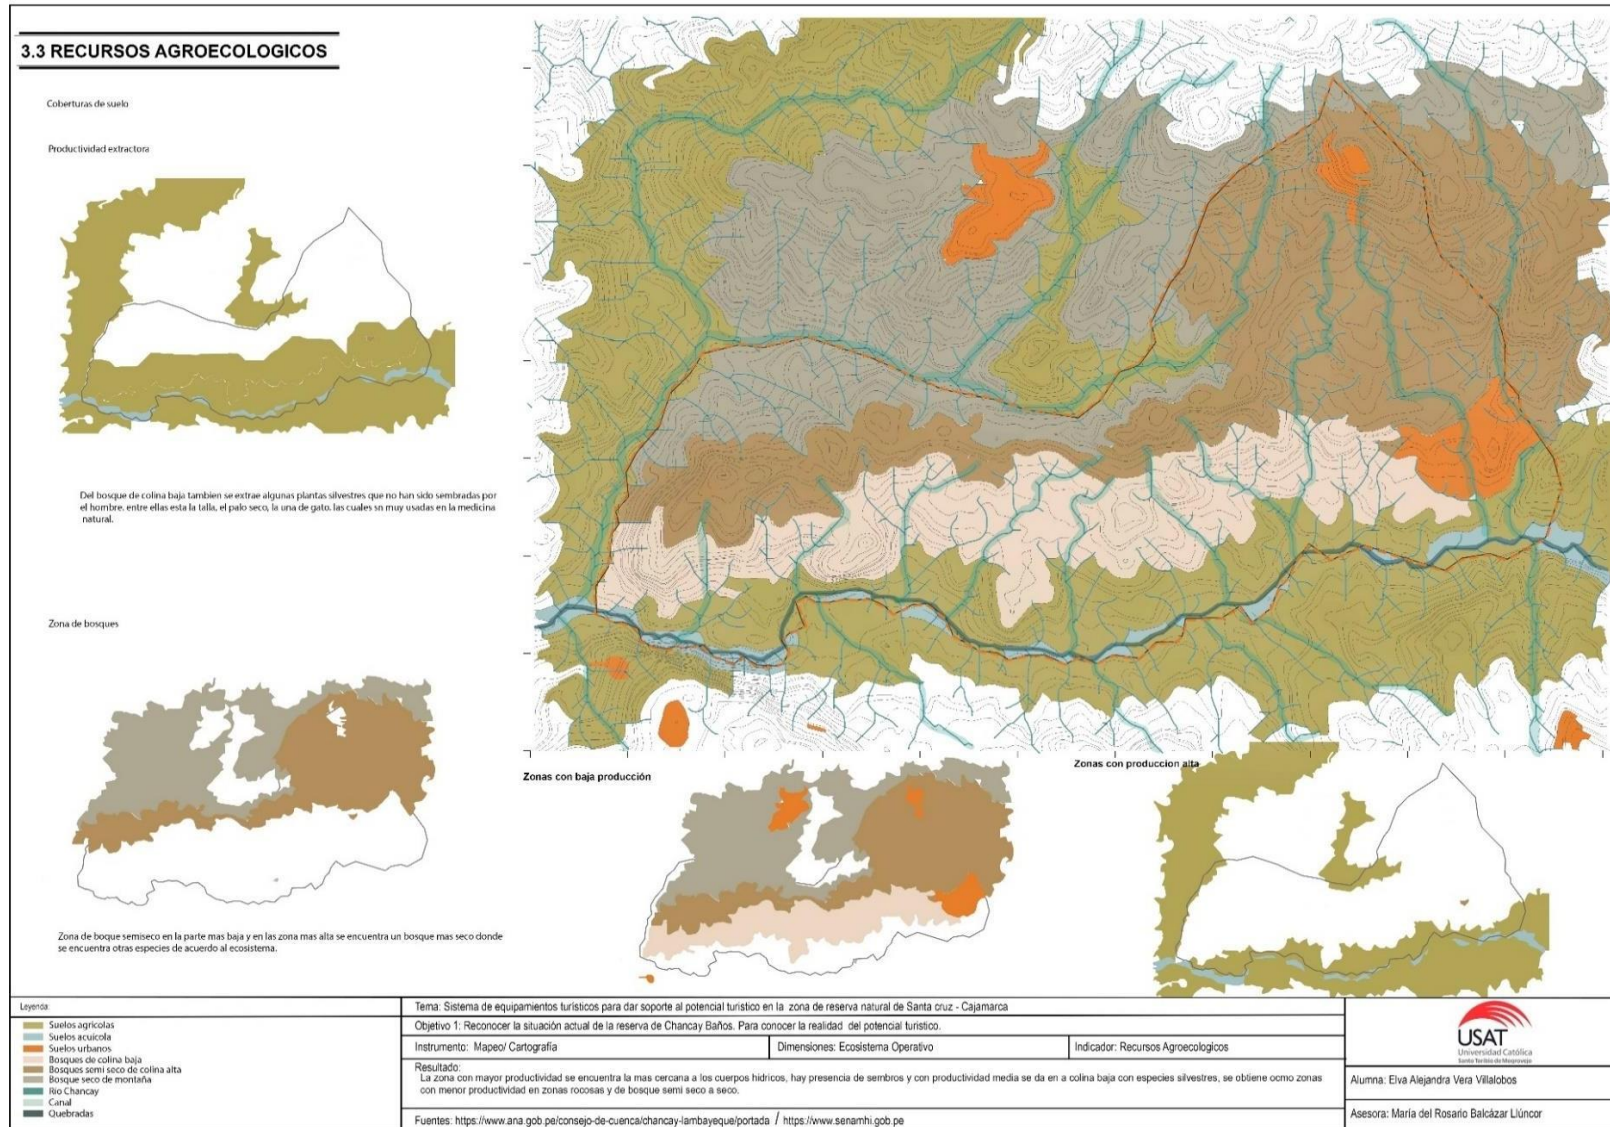 3.3 RECURSOS AGROECOLOGICOS
Coberturas de suelo
Productividad extractora
Del bosque de colina baja tambien se extrae algunas plantas silvestres que no han sido sembradas por
el hombre. entre ellas esta la talla, el palo seco, la una de gato. las cuales sn muy usadas en la medicina
natural.
Zona de bosques
Zona de boque semiseco en la parte mas baja y en las zona mas alta se encuentra un bosque mas seco donde
se encuentra otras especies de acuerdo al ecosistema.
Zonas con baja producción
Zonas con produccion alta
Leyenda:
Suelos agricolas
Suelos acuicola
Suelos urbanos
Bosques de colina baja
Bosques semi seco de colina alta
Bosque seco de montaña
Rio Chancay
Canal
Quebradas
Tema: Sistema de equipamientos turísticos para dar soporte al potencial turistico en la zona de reserva natural de Santa cruz - Cajamarca
Objetivo 1: Reconocer la situación actual de la reserva de Chancay Baños. Para conocer la realidad del potencial turistico.
Instrumento: Mapeo/ Cartografía
Dimensiones: Ecosistema Operativo
Indicador: Recursos Agroecologicos
Resultado:
La zona con mayor productividad se encuentra la mas cercana a los cuerpos hidricos, hay presencia de sembros y con productividad media se da en a colina baja con especies silvestres, se obtiene ocmo zonas
con menor productividad en zonas rocosas y de bosque semi seco a seco.
Fuentes: https://www.ana.gob.pe/consejo-de-cuenca/chancay-lambayeque/portada / https://www.senamhi.gob.pe
USAT
Universidad Católica
Santo Toribio de Mogrovejo
Alumna: Elva Alejandra Vera Villalobos
Asesora: María del Rosario Balcázar Llúncor